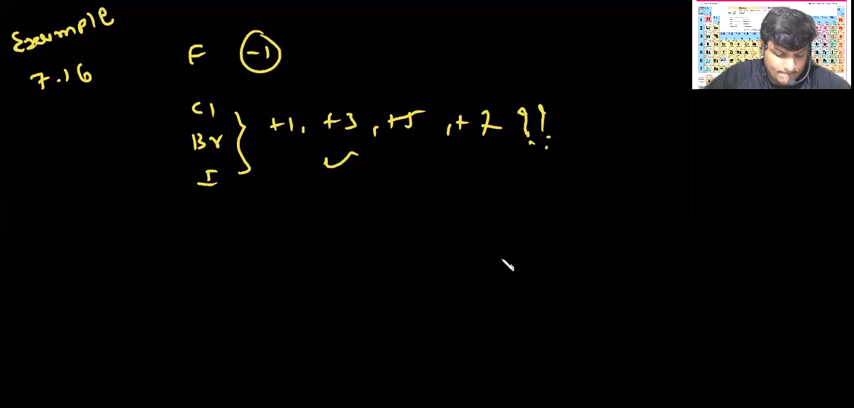 Example
7.16
F -1
Cl
Br
I
} +1, +3, +5, +7 ??